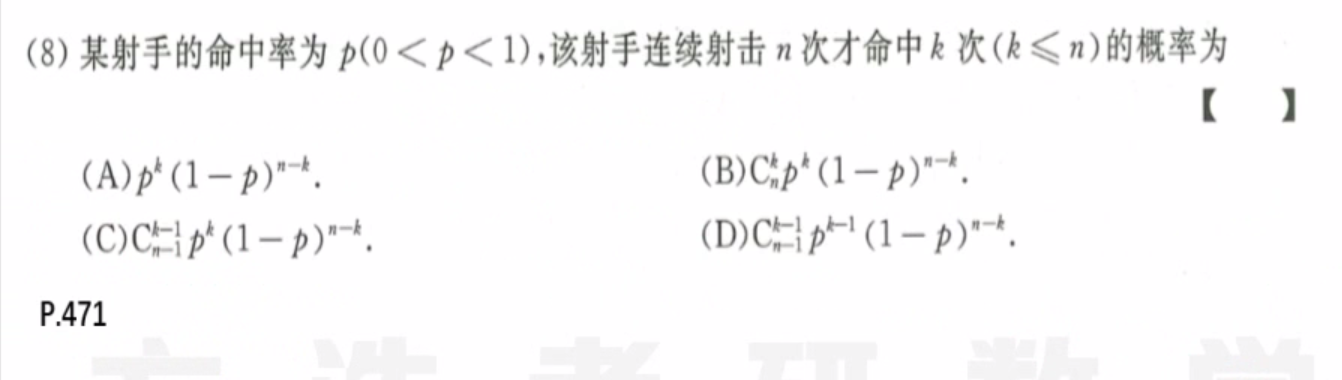 (8) 某射手的命中率为 p(0 < p < 1),该射手连续射击 n 次才命中 k 次(k ⩽ n)的概率为
【 】
(A)p^k (1 − p)^{n−k}. (B)C_n^k p^k (1 − p)^{n−k}.
(C)C_{n−1}^{k−1} p^k (1 − p)^{n−k}. (D)C_{n−1}^{k−1} p^{k−1} (1 − p)^{n−k}.
P.471